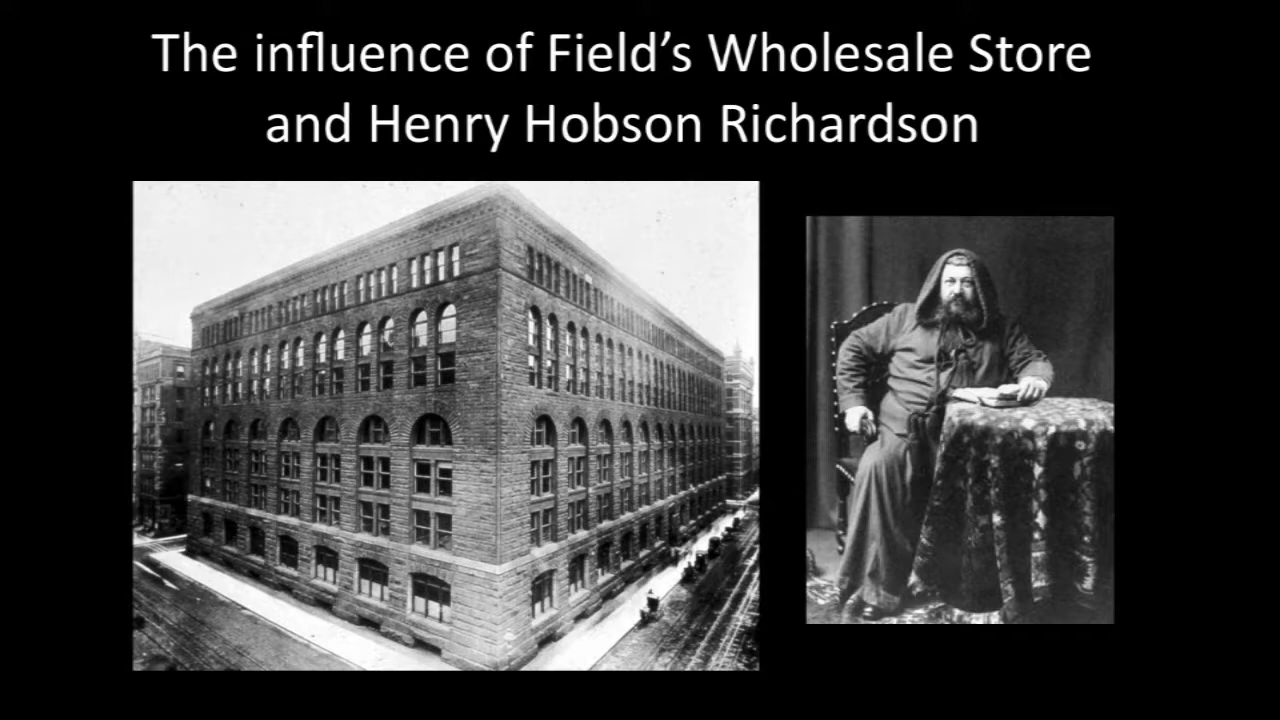 The influence of Field’s Wholesale Store
and Henry Hobson Richardson